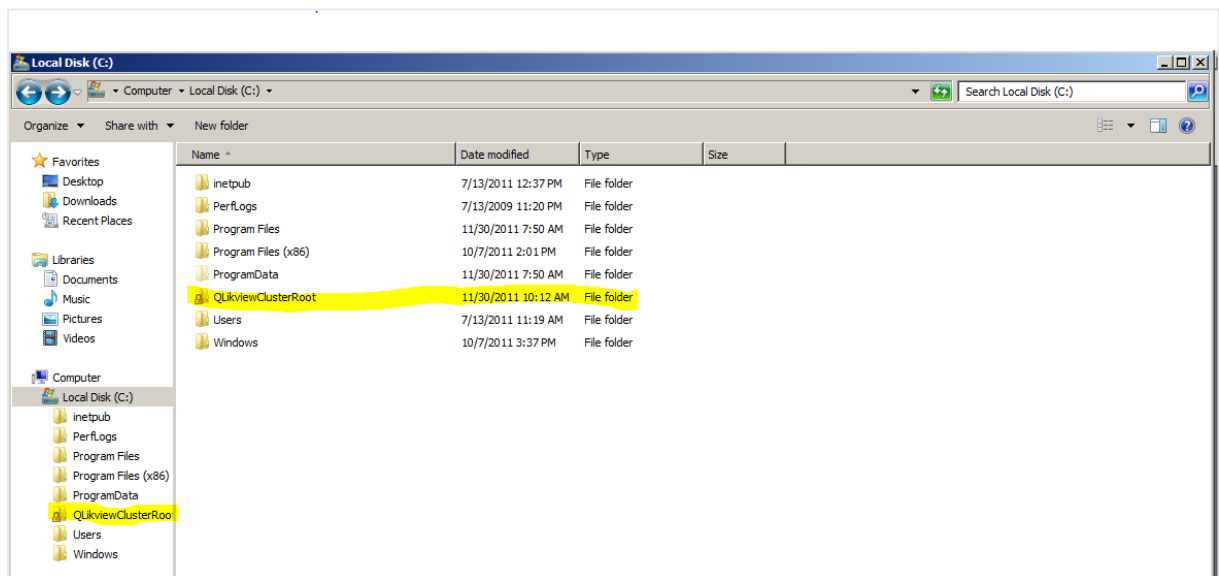 Local Disk (C:)
Computer Local Disk (C:) Search Local Disk (C:)
Organize Share with New folder
Favorites
Desktop
Downloads
Recent Places
Libraries
Documents
Music
Pictures
Videos
Computer
Local Disk (C:)
inetpub
PerfLogs
Program Files
Program Files (x86)
ProgramData
QLikviewClusterRoo
Users
Windows
Name Date modified Type Size
inetpub 7/13/2011 12:37 PM File folder
PerfLogs 7/13/2009 11:20 PM File folder
Program Files 11/30/2011 7:50 AM File folder
Program Files (x86) 10/7/2011 2:01 PM File folder
ProgramData 11/30/2011 7:50 AM File folder
QLikviewClusterRoot 11/30/2011 10:12 AM File folder
Users 7/13/2011 11:19 AM File folder
Windows 10/7/2011 3:37 PM File folder